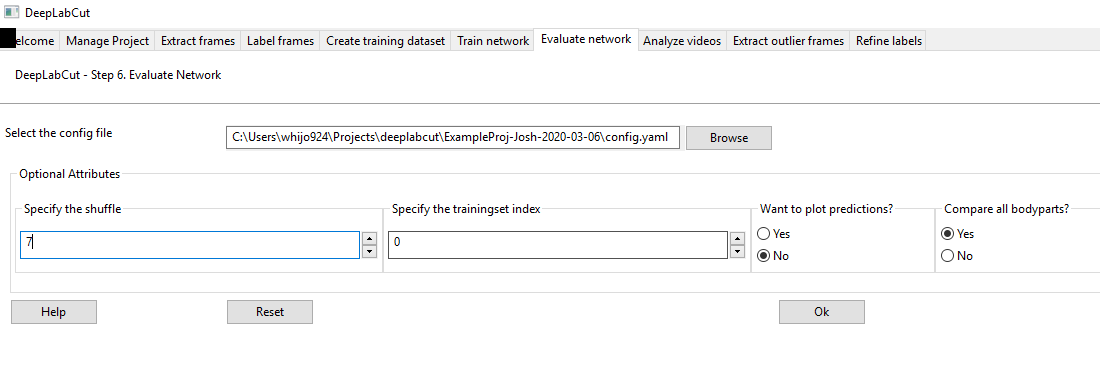 DeepLabCut
elcome Manage Project Extract frames Label frames Create training dataset Train network Evaluate network Analyze videos Extract outlier frames Refine labels
DeepLabCut - Step 6. Evaluate Network
Select the config file C:\Users\whijo924\Projects\deeplabcut\ExampleProj-Josh-2020-03-06\config.yaml Browse
Optional Attributes
Specify the shuffle Specify the trainingset index Want to plot predictions? Compare all bodyparts?
7 0 Yes Yes
No No
Help Reset Ok